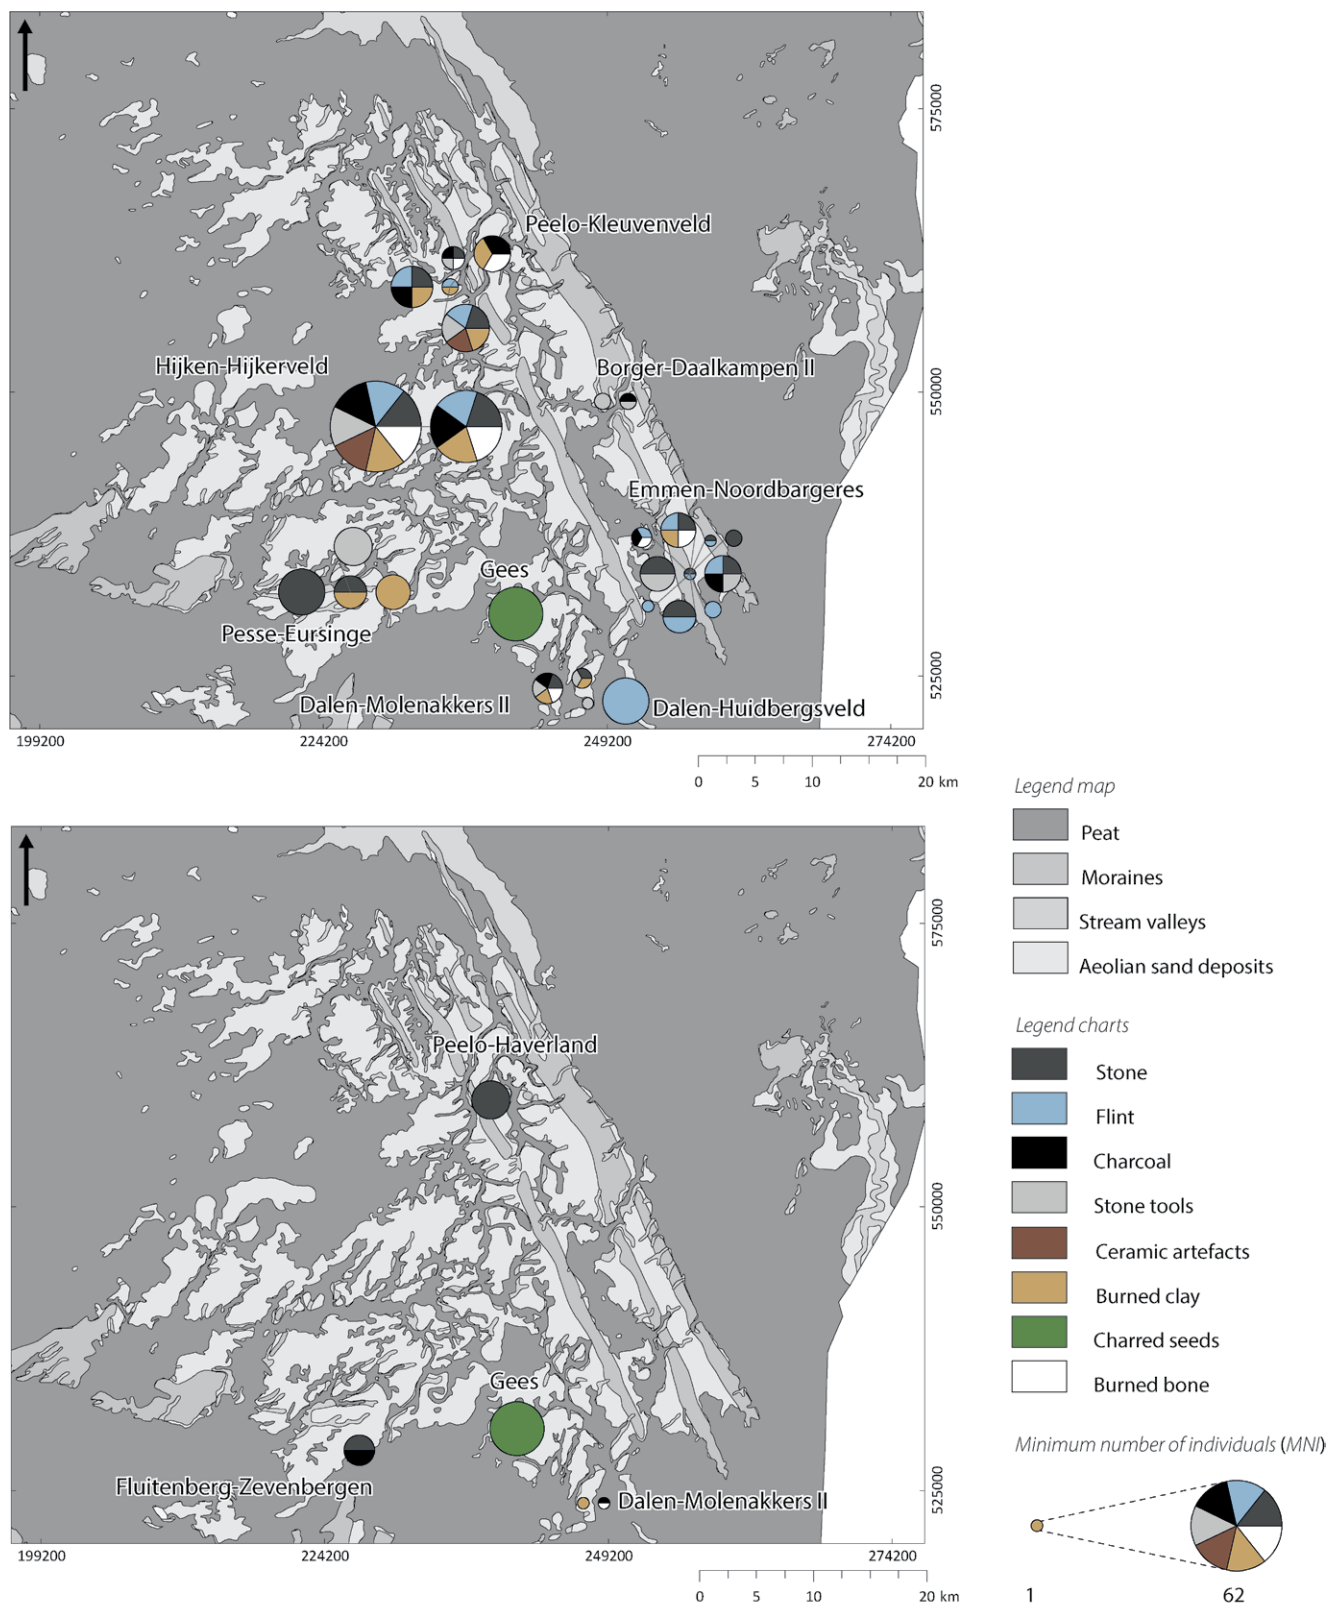 575000
Peelo-Kleuvenveld
Hijken-Hijkerveld
Borger-Daalkampen II
550000
Emmen-Noordbargeres
Gees
Pesse-Eursinge
Dalen-Molenakkers II
Dalen-Huidbergsveld
525000
199200 224200 249200 274200
0 5 10 20 km
Legend map
Peat
Moraines
Stream valleys
Aeolian sand deposits
Legend charts
Stone
Flint
Charcoal
Stone tools
Ceramic artefacts
Burned clay
Charred seeds
Burned bone
Minimum number of individuals (MNI)
1 62
575000
Peelo-Haverland
550000
Gees
Fluitenberg-Zevenbergen
Dalen-Molenakkers II
525000
199200 224200 249200 274200
0 5 10 20 km